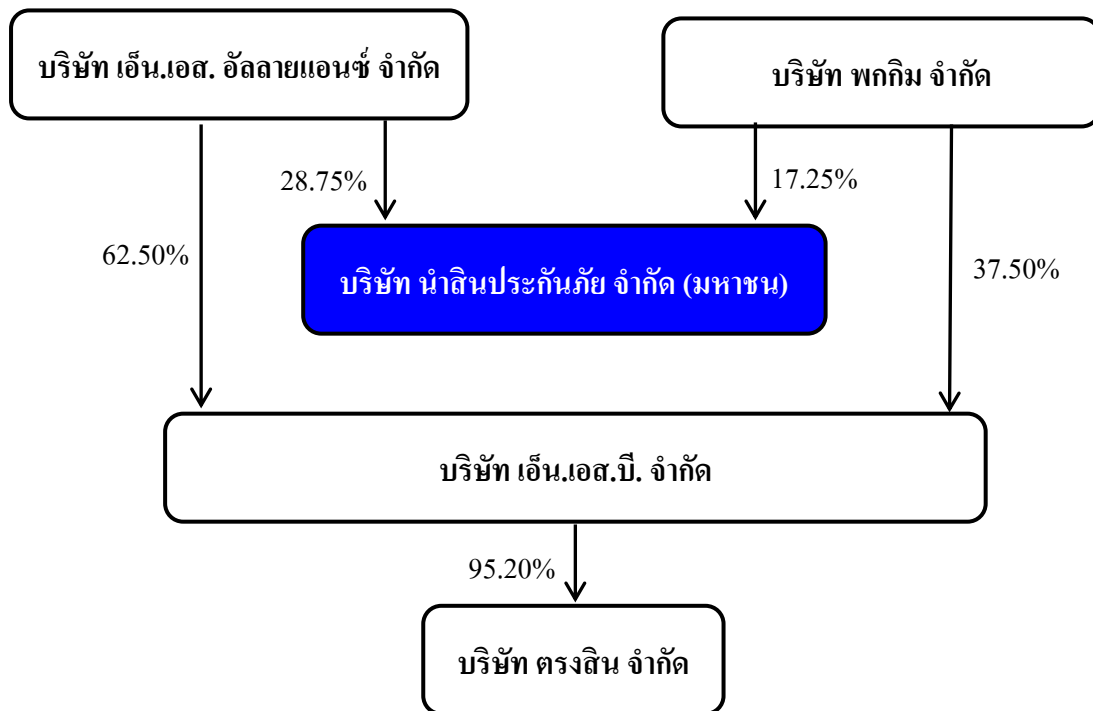 บริษัท เอ็น.เอส. อัลลายแอนซ์ จำกัด
บริษัท พกกิม จำกัด
28.75%
17.25%
62.50%
37.50%
บริษัท นำสินประกันภัย จำกัด (มหาชน)
บริษัท เอ็น.เอส.บี. จำกัด
95.20%
บริษัท ตรงสิน จำกัด